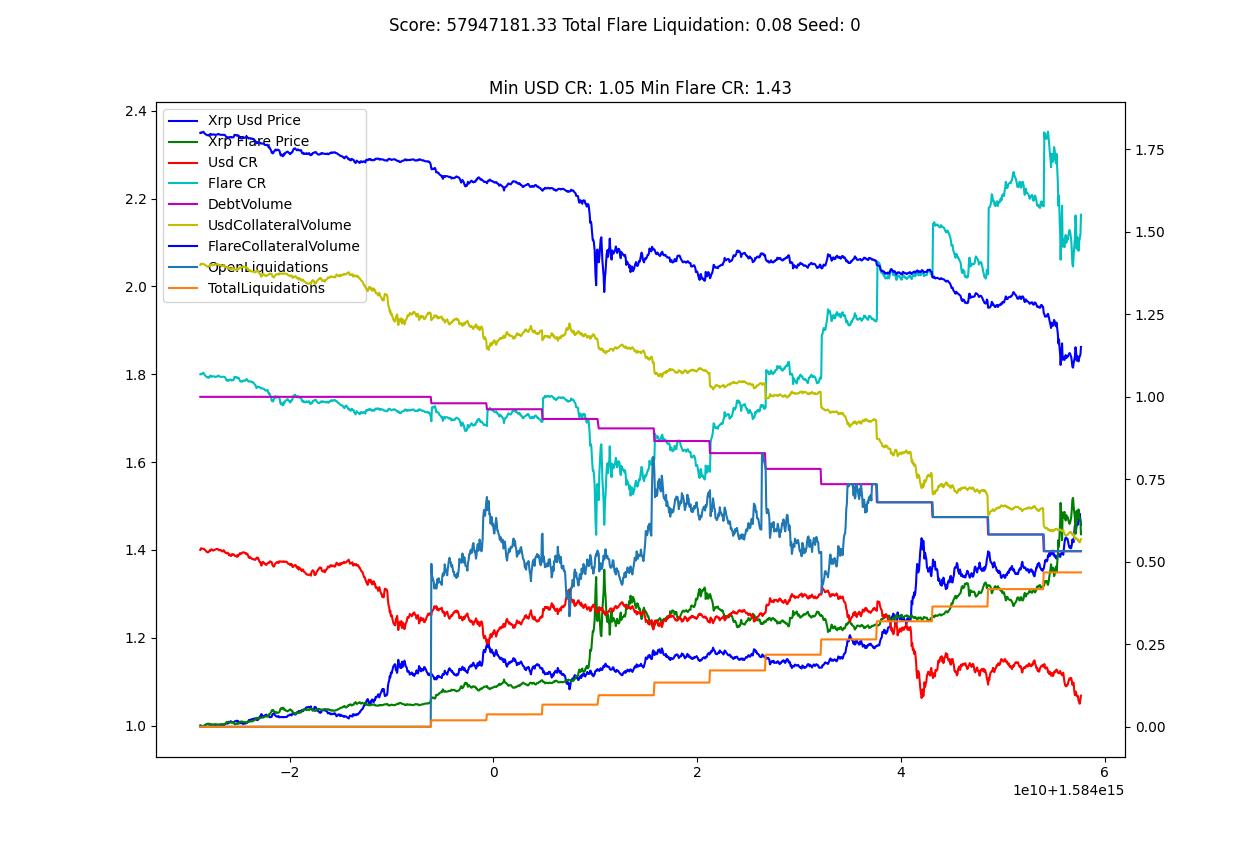 Score: 57947181.33 Total Flare Liquidation: 0.08 Seed: 0
Min USD CR: 1.05 Min Flare CR: 1.43
Xrp Usd Price
Xrp Flare Price
Usd CR
Flare CR
DebtVolume
UsdCollateralVolume
FlareCollateralVolume
OpenLiquidations
TotalLiquidations
2.4
2.2
2.0
1.8
1.6
1.4
1.2
1.0
1.75
1.50
1.25
1.00
0.75
0.50
0.25
0.00
−2
0
2
4
6
1e10+1.584e15